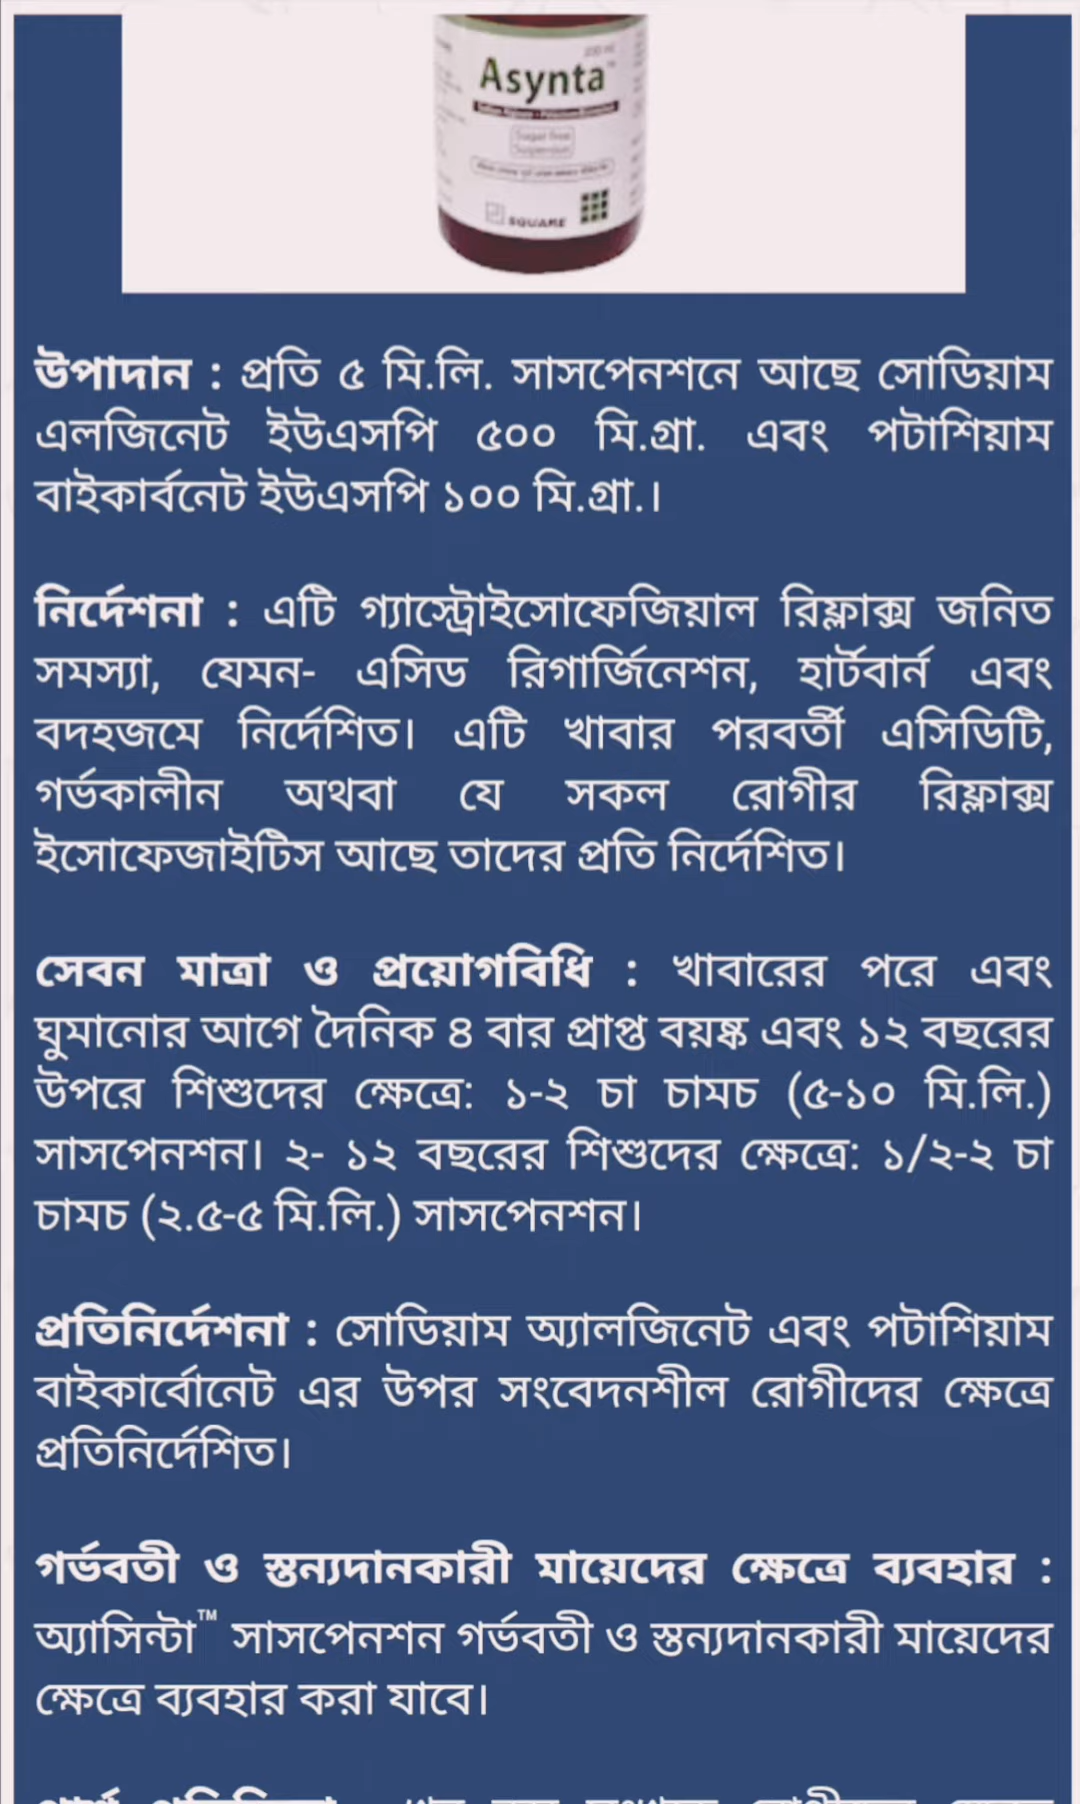 Asynta™
Sugar Free
Suspension
SQUARE
উপাদান : প্রতি ৫ মি.লি. সাসপেনশনে আছে সোডিয়াম
এলজিনেট ইউএসপি ৫০০ মি.গ্রা. এবং পটাশিয়াম
বাইকার্বনেট ইউএসপি ১০০ মি.গ্রা.।
নির্দেশনা : এটি গ্যাস্ট্রোইসোফেজিয়াল রিফ্লাক্স জনিত
সমস্যা, যেমন- এসিড রিগার্জিনেশন, হার্টবার্ন এবং
বদহজমে নির্দেশিত। এটি খাবার পরবর্তী এসিডিটি,
গর্ভকালীন অথবা যে সকল রোগীর রিফ্লাক্স
ইসোফেজাইটিস আছে তাদের প্রতি নির্দেশিত।
সেবন মাত্রা ও প্রয়োগবিধি : খাবারের পরে এবং
ঘুমানোর আগে দৈনিক ৪ বার প্রাপ্ত বয়ষ্ক এবং ১২ বছরের
উপরে শিশুদের ক্ষেত্রে: ১-২ চা চামচ (৫-১০ মি.লি.)
সাসপেনশন। ২- ১২ বছরের শিশুদের ক্ষেত্রে: ১/২-২ চা
চামচ (২.৫-৫ মি.লি.) সাসপেনশন।
প্রতিনির্দেশনা : সোডিয়াম অ্যালজিনেট এবং পটাশিয়াম
বাইকার্বোনেট এর উপর সংবেদনশীল রোগীদের ক্ষেত্রে
প্রতিনির্দেশিত।
গর্ভবতী ও স্তন্যদানকারী মায়েদের ক্ষেত্রে ব্যবহার :
অ্যাসিন্টা™ সাসপেনশন গর্ভবতী ও স্তন্যদানকারী মায়েদের
ক্ষেত্রে ব্যবহার করা যাবে।